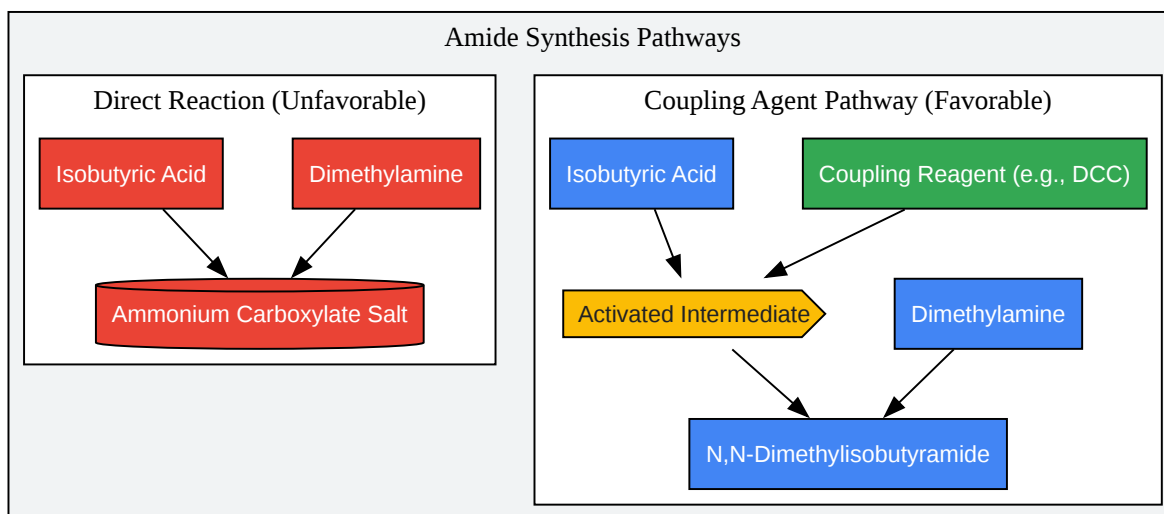 Amide Synthesis Pathways
Direct Reaction (Unfavorable)
Isobutyric Acid
Dimethylamine
Ammonium Carboxylate Salt
Coupling Agent Pathway (Favorable)
Isobutyric Acid
Coupling Reagent (e.g., DCC)
Activated Intermediate
Dimethylamine
N,N-Dimethylisobutyramide